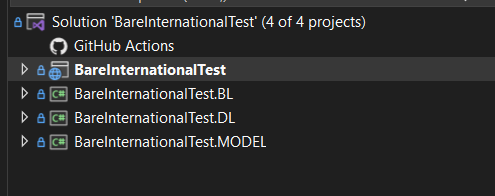 Solution 'BareInternationalTest' (4 of 4 projects)
GitHub Actions
BareInternationalTest
C# BareInternationalTest.BL
C# BareInternationalTest.DL
C# BareInternationalTest.MODEL